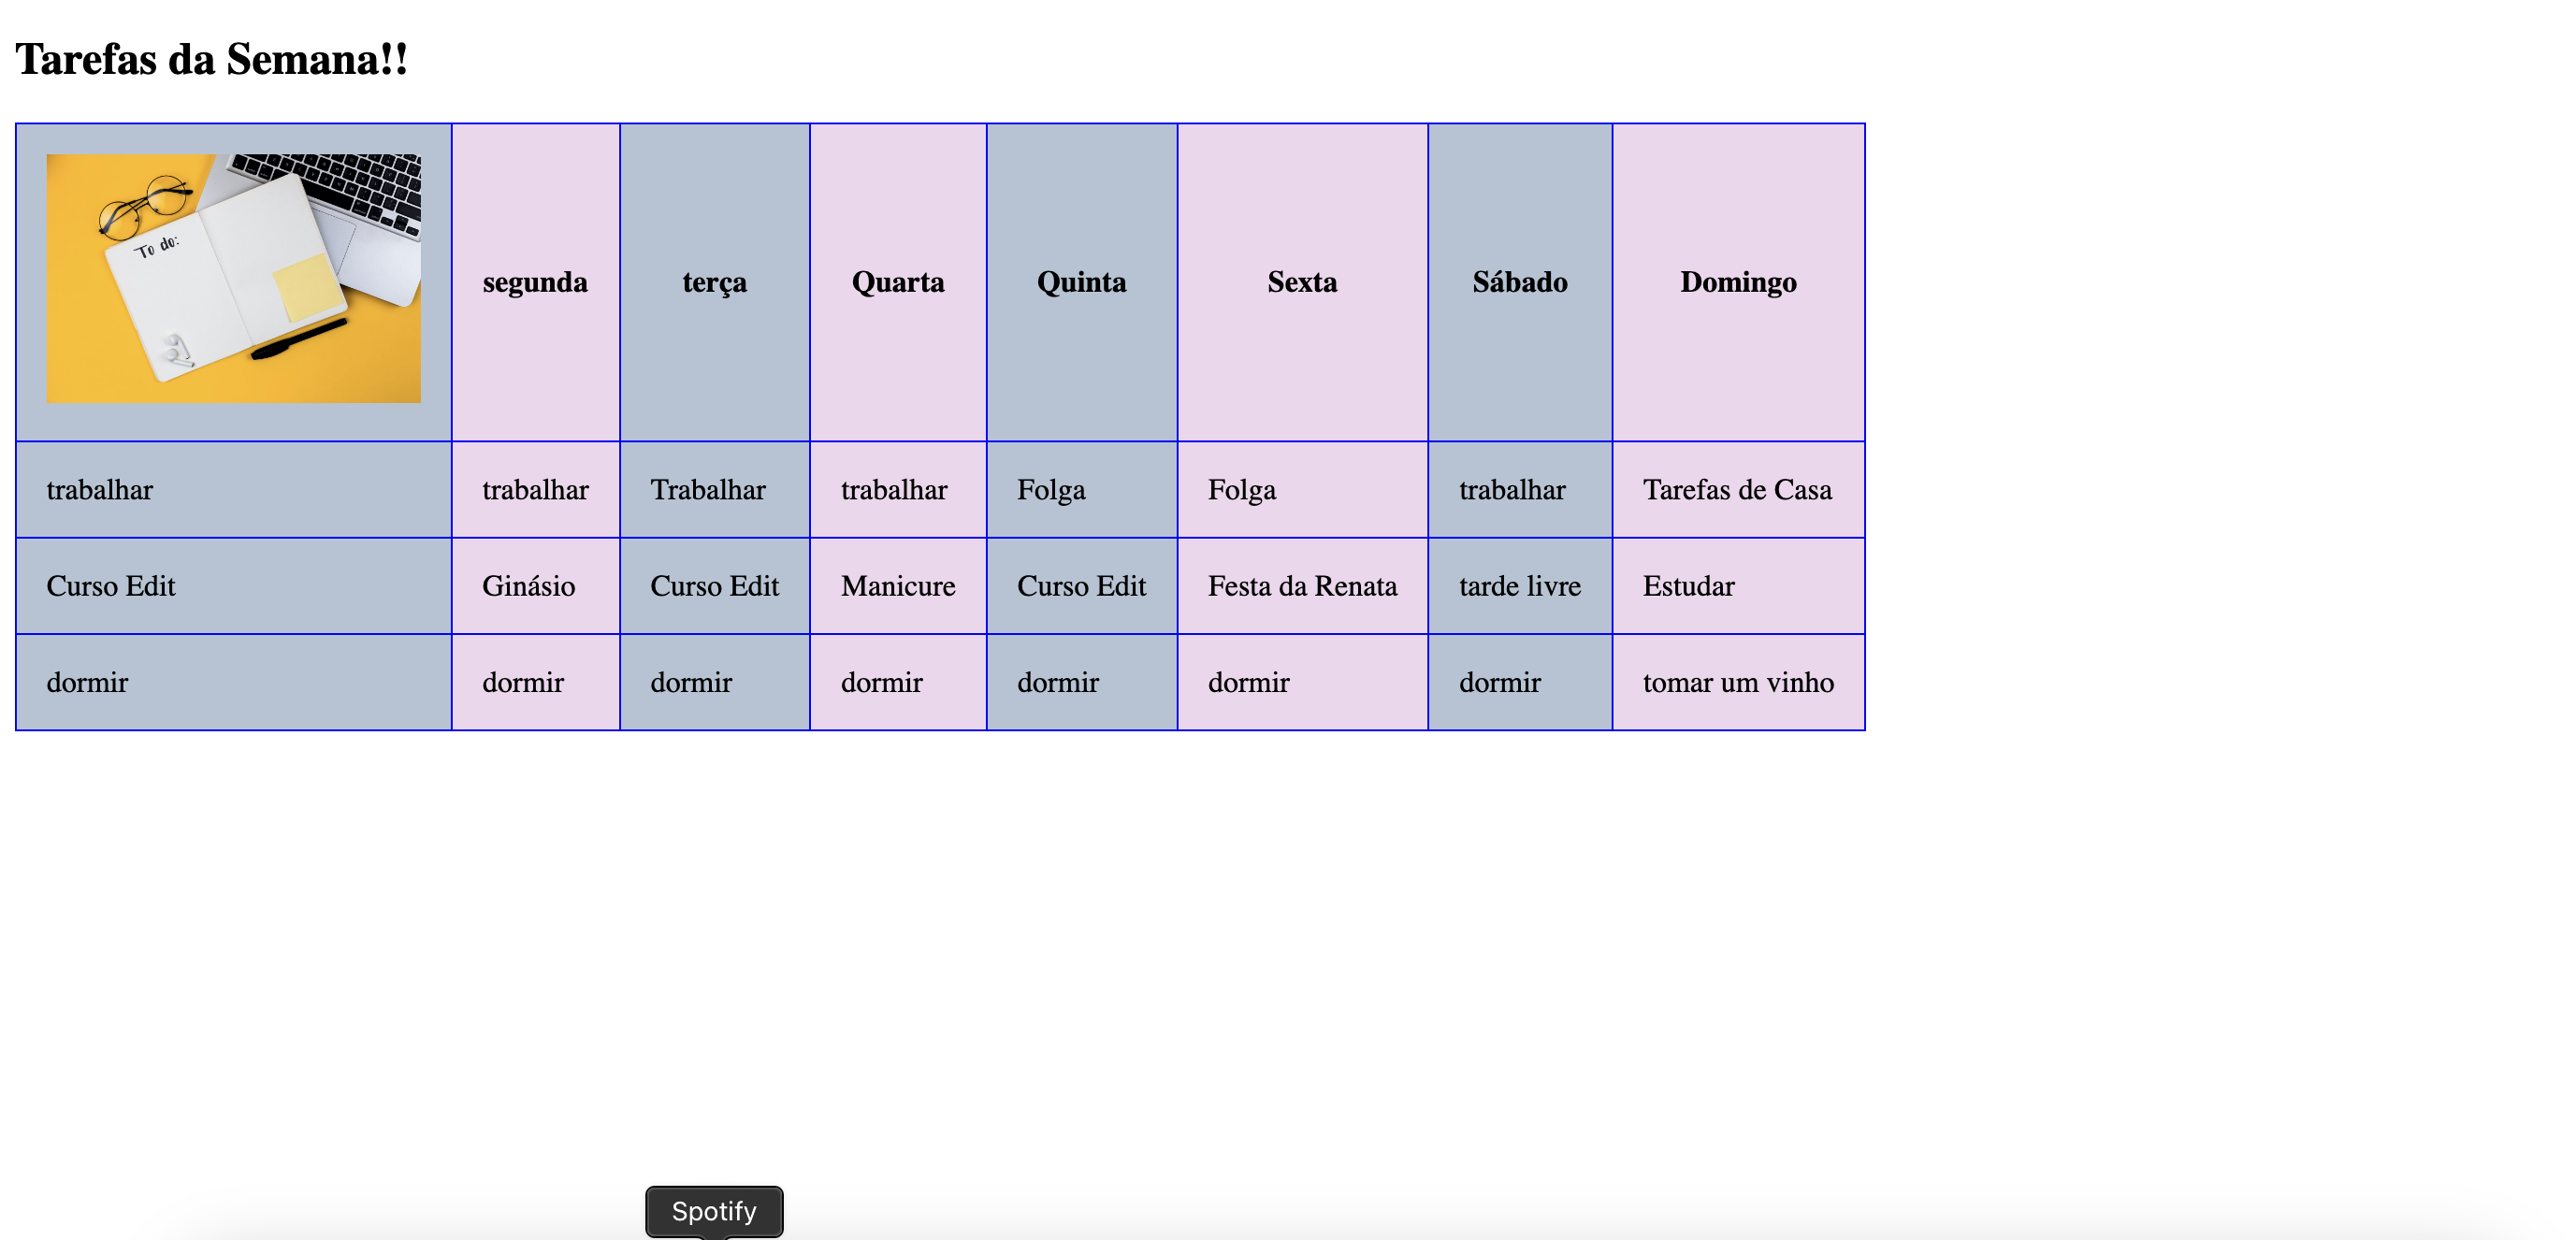 Tarefas da Semana!!
To do:
segunda terça Quarta Quinta Sexta Sábado Domingo
trabalhar trabalhar Trabalhar trabalhar Folga Folga trabalhar Tarefas de Casa
Curso Edit Ginásio Curso Edit Manicure Curso Edit Festa da Renata tarde livre Estudar
dormir dormir dormir dormir dormir dormir dormir tomar um vinho
Spotify